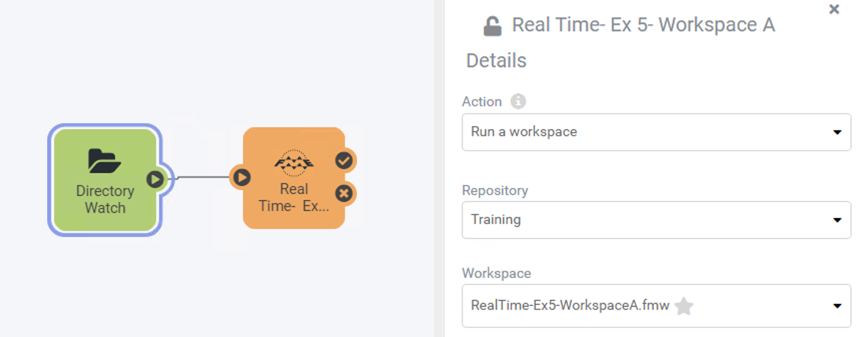 Directory
Watch
Real
Time- Ex...
Real Time- Ex 5- Workspace A
Details
Action
Run a workspace
Repository
Training
Workspace
RealTime-Ex5-WorkspaceA.fmw